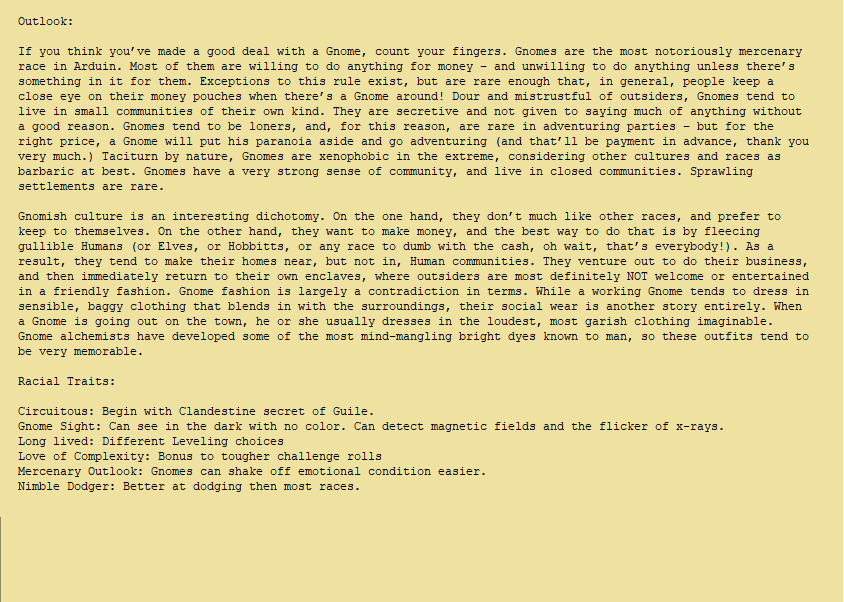 Outlook:
If you think you've made a good deal with a Gnome, count your fingers. Gnomes are the most notoriously mercenary
race in Arduin. Most of them are willing to do anything for money – and unwilling to do anything unless there's
something in it for them. Exceptions to this rule exist, but are rare enough that, in general, people keep a
close eye on their money pouches when there's a Gnome around! Dour and mistrustful of outsiders, Gnomes tend to
live in small communities of their own kind. They are secretive and not given to saying much of anything without
a good reason. Gnomes tend to be loners, and, for this reason, are rare in adventuring parties – but for the
right price, a Gnome will put his paranoia aside and go adventuring (and that'll be payment in advance, thank you
very much.) Taciturn by nature, Gnomes are xenophobic in the extreme, considering other cultures and races as
barbaric at best. Gnomes have a very strong sense of community, and live in closed communities. Sprawling
settlements are rare.
Gnomish culture is an interesting dichotomy. On the one hand, they don't much like other races, and prefer to
keep to themselves. On the other hand, they want to make money, and the best way to do that is by fleecing
gullible Humans (or Elves, or Hobbitts, or any race to dumb with the cash, oh wait, that's everybody!). As a
result, they tend to make their homes near, but not in, Human communities. They venture out to do their business,
and then immediately return to their own enclaves, where outsiders are most definitely NOT welcome or entertained
in a friendly fashion. Gnome fashion is largely a contradiction in terms. While a working Gnome tends to dress in
sensible, baggy clothing that blends in with the surroundings, their social wear is another story entirely. When
a Gnome is going out on the town, he or she usually dresses in the loudest, most garish clothing imaginable.
Gnome alchemists have developed some of the most mind-mangling bright dyes known to man, so these outfits tend to
be very memorable.
Racial Traits:
Circuitous: Begin with Clandestine secret of Guile.
Gnome Sight: Can see in the dark with no color. Can detect magnetic fields and the flicker of x-rays.
Long lived: Different Leveling choices
Love of Complexity: Bonus to tougher challenge rolls
Mercenary Outlook: Gnomes can shake off emotional condition easier.
Nimble Dodger: Better at dodging then most races.